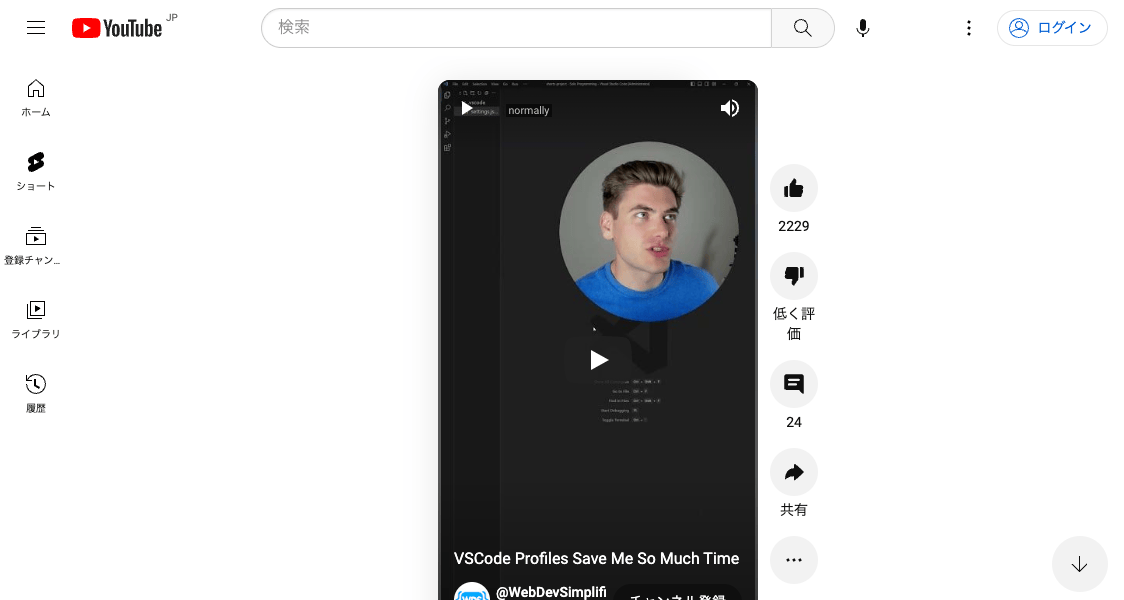 YouTube JP
検索
ログイン
ホーム
ショート
登録チャン...
ライブラリ
履歴
normally
2229
低く評
価
24
共有
VSCode Profiles Save Me So Much Time
@WebDevSimplifi
チャンネル登録